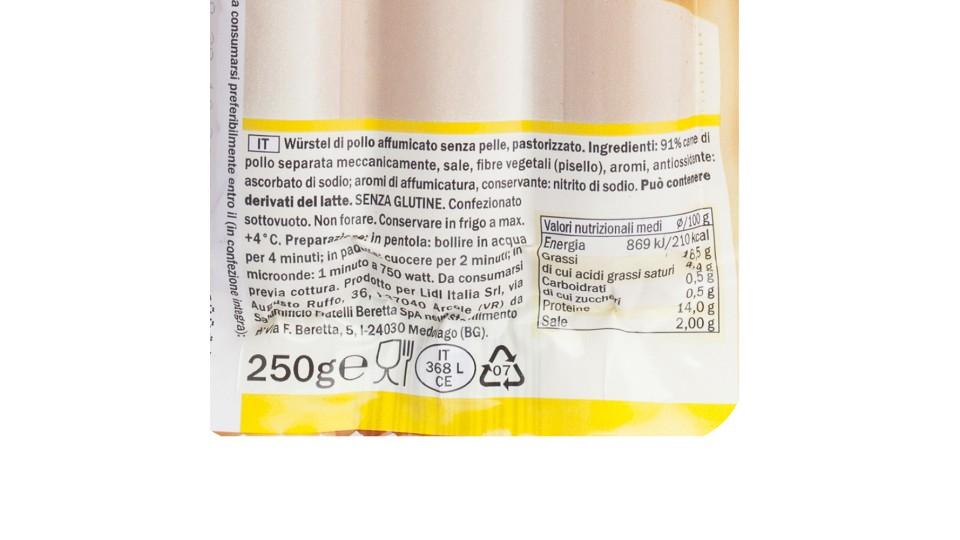 a consumarsi preferibilmente entro il (in confezione integra):
IT Würstel di pollo affumicato senza pelle, pastorizzato. Ingredienti: 91% carne di
pollo separata meccanicamente, sale, fibre vegetali (pisello), aromi, antiossidante:
ascorbato di sodio; aromi di affumicatura, conservante: nitrito di sodio. Può contenere
derivati del latte. SENZA GLUTINE. Confezionato
sottovuoto. Non forare. Conservare in frigo a max.
+4°C. Preparazione: in pentola: bollire in acqua
per 4 minuti; in padella: cuocere per 2 minuti; in
microonde: 1 minuto a 750 watt. Da consumarsi
previa cottura. Prodotto per Lidl Italia Srl, via
Augusto Ruffo, 36, I-37040 Arcole (VR) da
Salumificio Fratelli Beretta SpA nello stabilimento
di via F. Beretta, 5, I-24030 Medolago (BG).
Valori nutrizionali medi Ø/100 g
Energia 869 kJ/210 kcal
Grassi 16,5 g
di cui acidi grassi saturi 4,4 g
Carboidrati 0,5 g
di cui zuccheri 0,5 g
Proteine 14,0 g
Sale 2,00 g
250g e
IT
368 L
CE
07